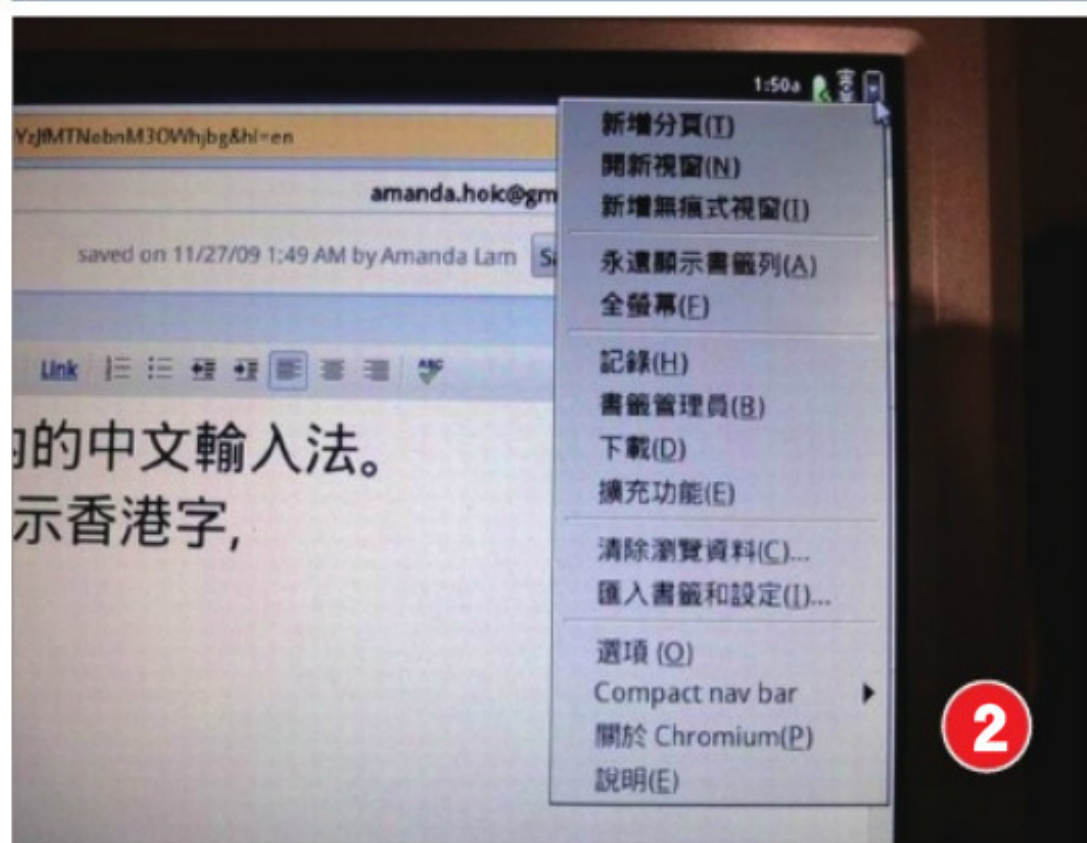 1:50a
YzJfMTNebnM3OWhjbg&hl=en
amanda.hoic@gm
saved on 11/27/09 1:49 AM by Amanda Lam
Sa
Link
ABC
的中文輸入法。
示香港字,
新增分頁(T)
開新視窗(N)
新增無痕式視窗(I)
永遠顯示書籤列(A)
全螢幕(F)
記錄(H)
書籤管理員(B)
下載(D)
擴充功能(E)
清除瀏覽資料(C)...
匯入書籤和設定(I)...
選項 (O)
Compact nav bar
關於 Chromium(P)
說明(E)
2